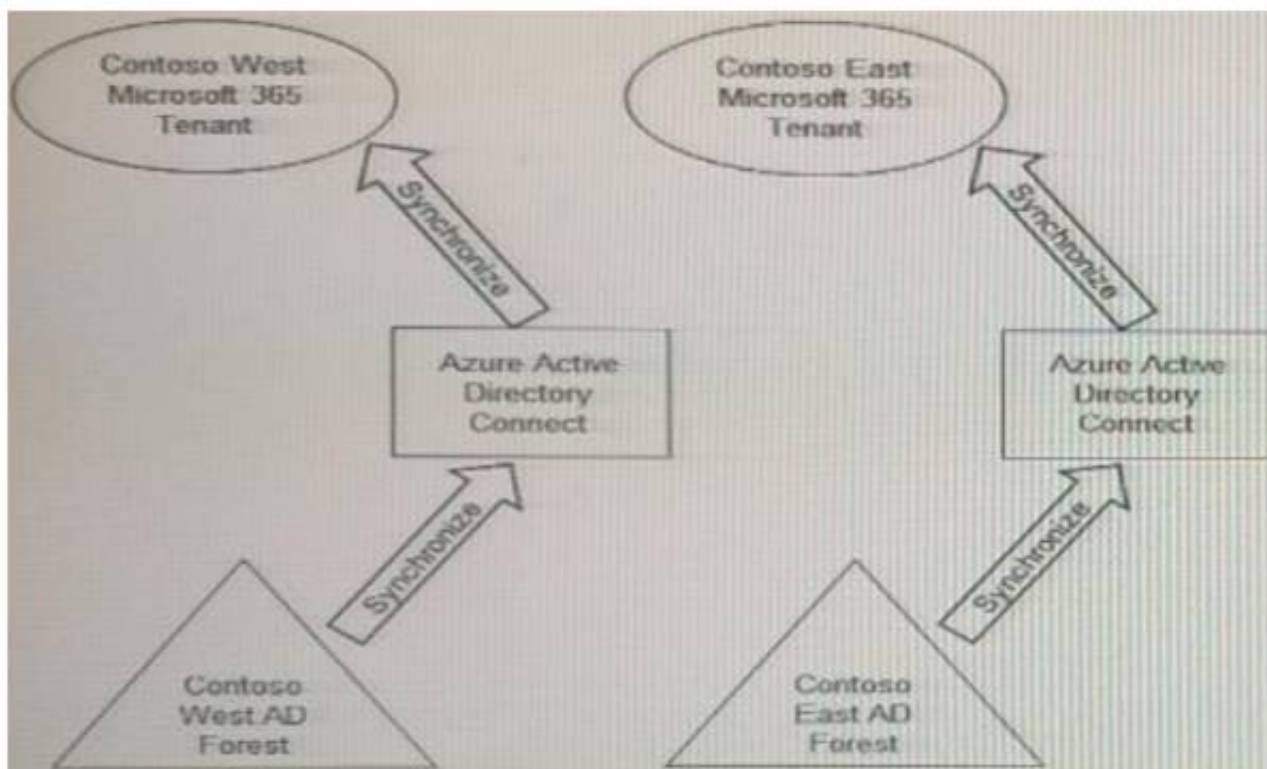 Contoso West
Microsoft 365
Tenant
Contoso East
Microsoft 365
Tenant
Synchronize
Synchronize
Azure Active
Directory
Connect
Azure Active
Directory
Connect
Synchronize
Synchronize
Contoso
West AD
Forest
Contoso
East AD
Forest